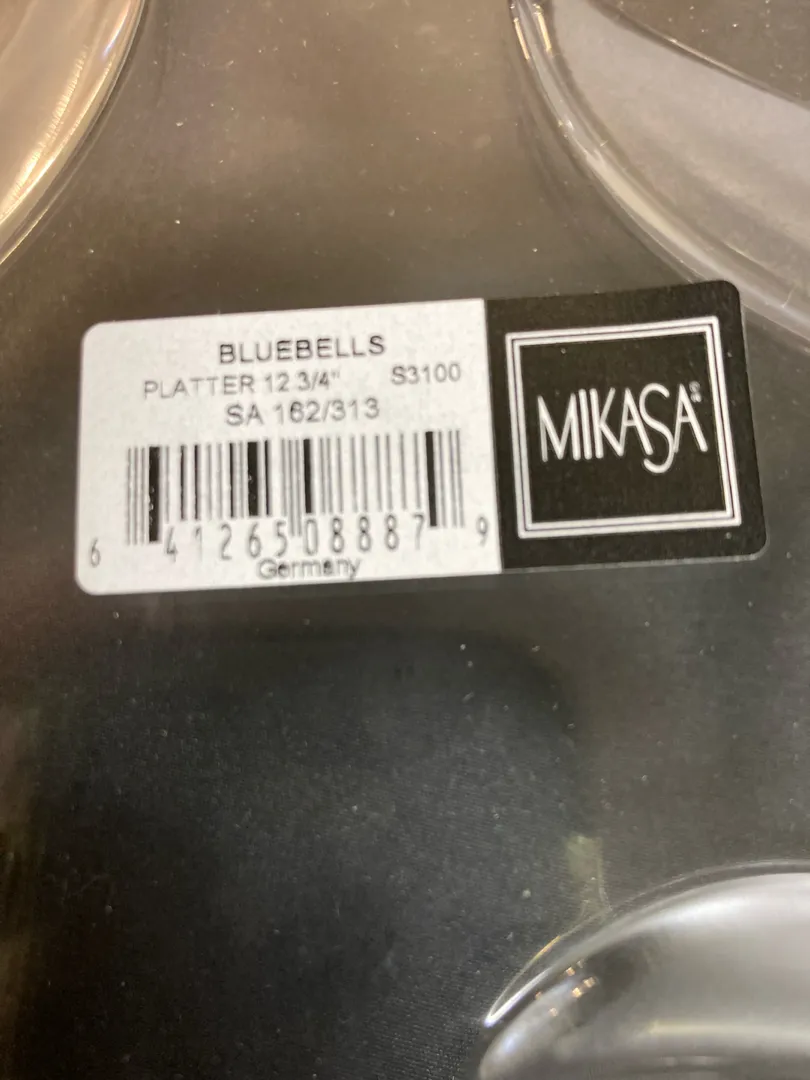 BLUEBELLS
PLATTER 12 3/4" S3100
SA 162/313
6 41265 08887 9
Germany
MIKASA